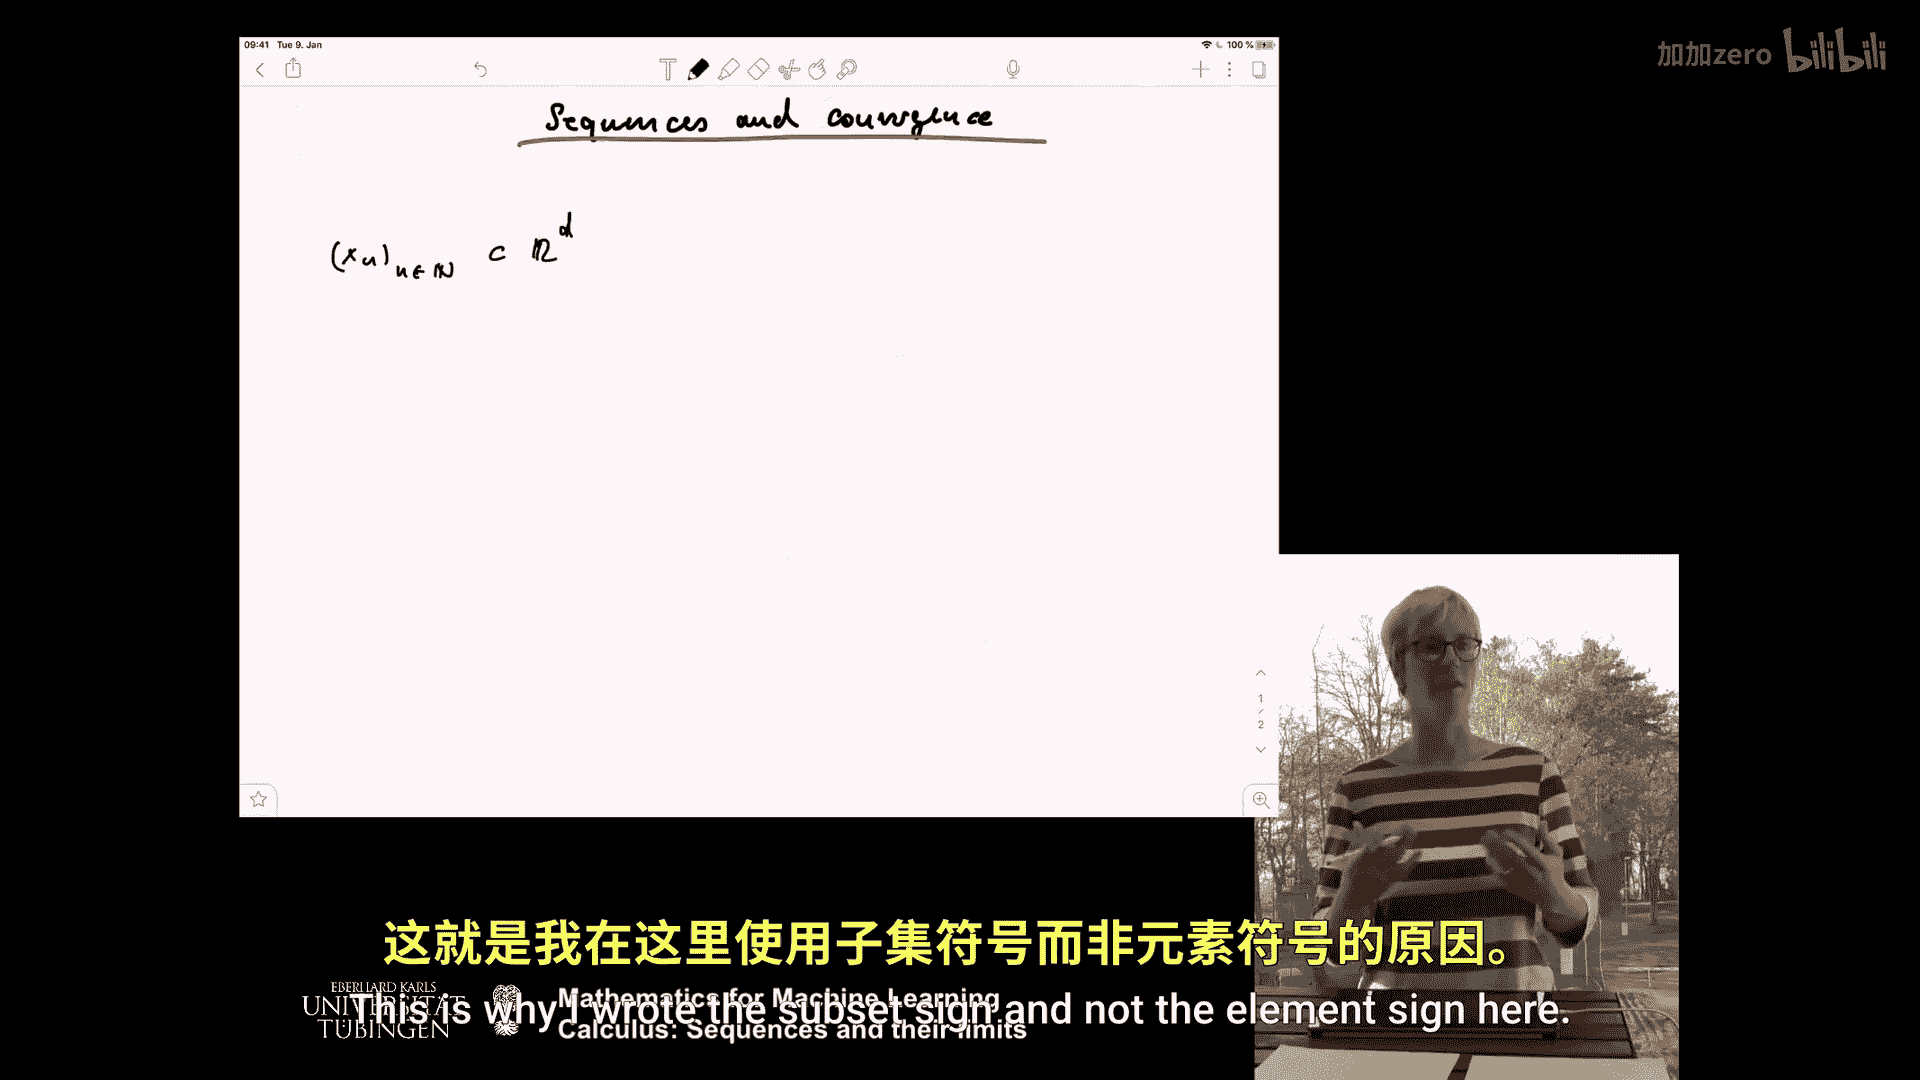 加加zero bilibili
09:41 Tue 9. Jan
100 %
Sequences and convergence
(xn)n∈ℕ ⊂ ℝd
1
2
这就是我在这里使用子集符号而非元素符号的原因。
This is why I wrote the subset sign and not the element sign here.
EBERHARD KARLS
UNIVERSITÄT
TÜBINGEN
Mathematics for Machine Learning
Calculus: Sequences and their limits